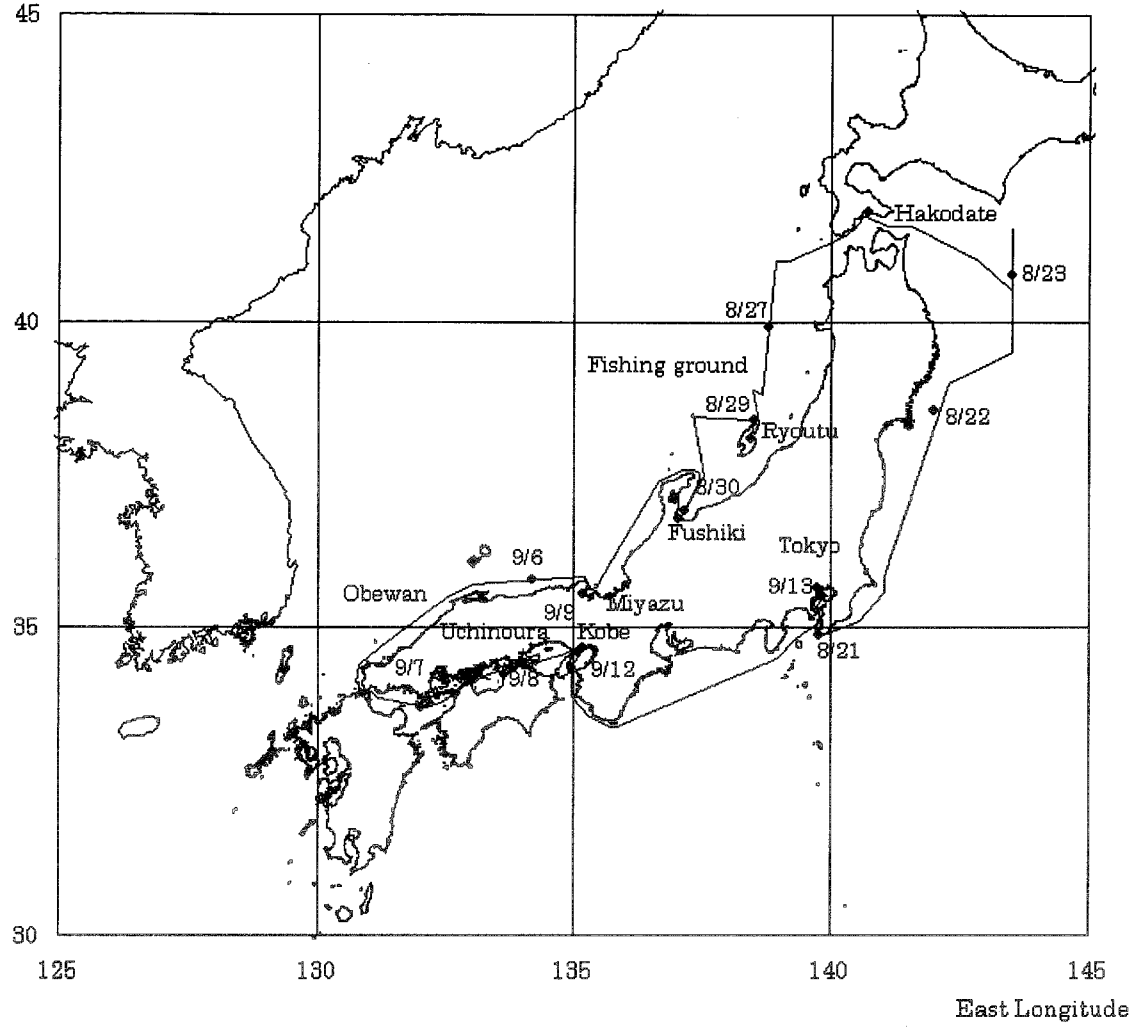 45
Hakodate
8/23
8/27
40
Fishing ground
8/29
8/22
Ryoutu
8/30
Fushiki
Tokyo
9/6
9/13
Obewan
9/9
Miyazu
35
Uchinoura
Kobe
8/21
9/7
9/8
9/12
30
125
130
135
140
145
East Longitude